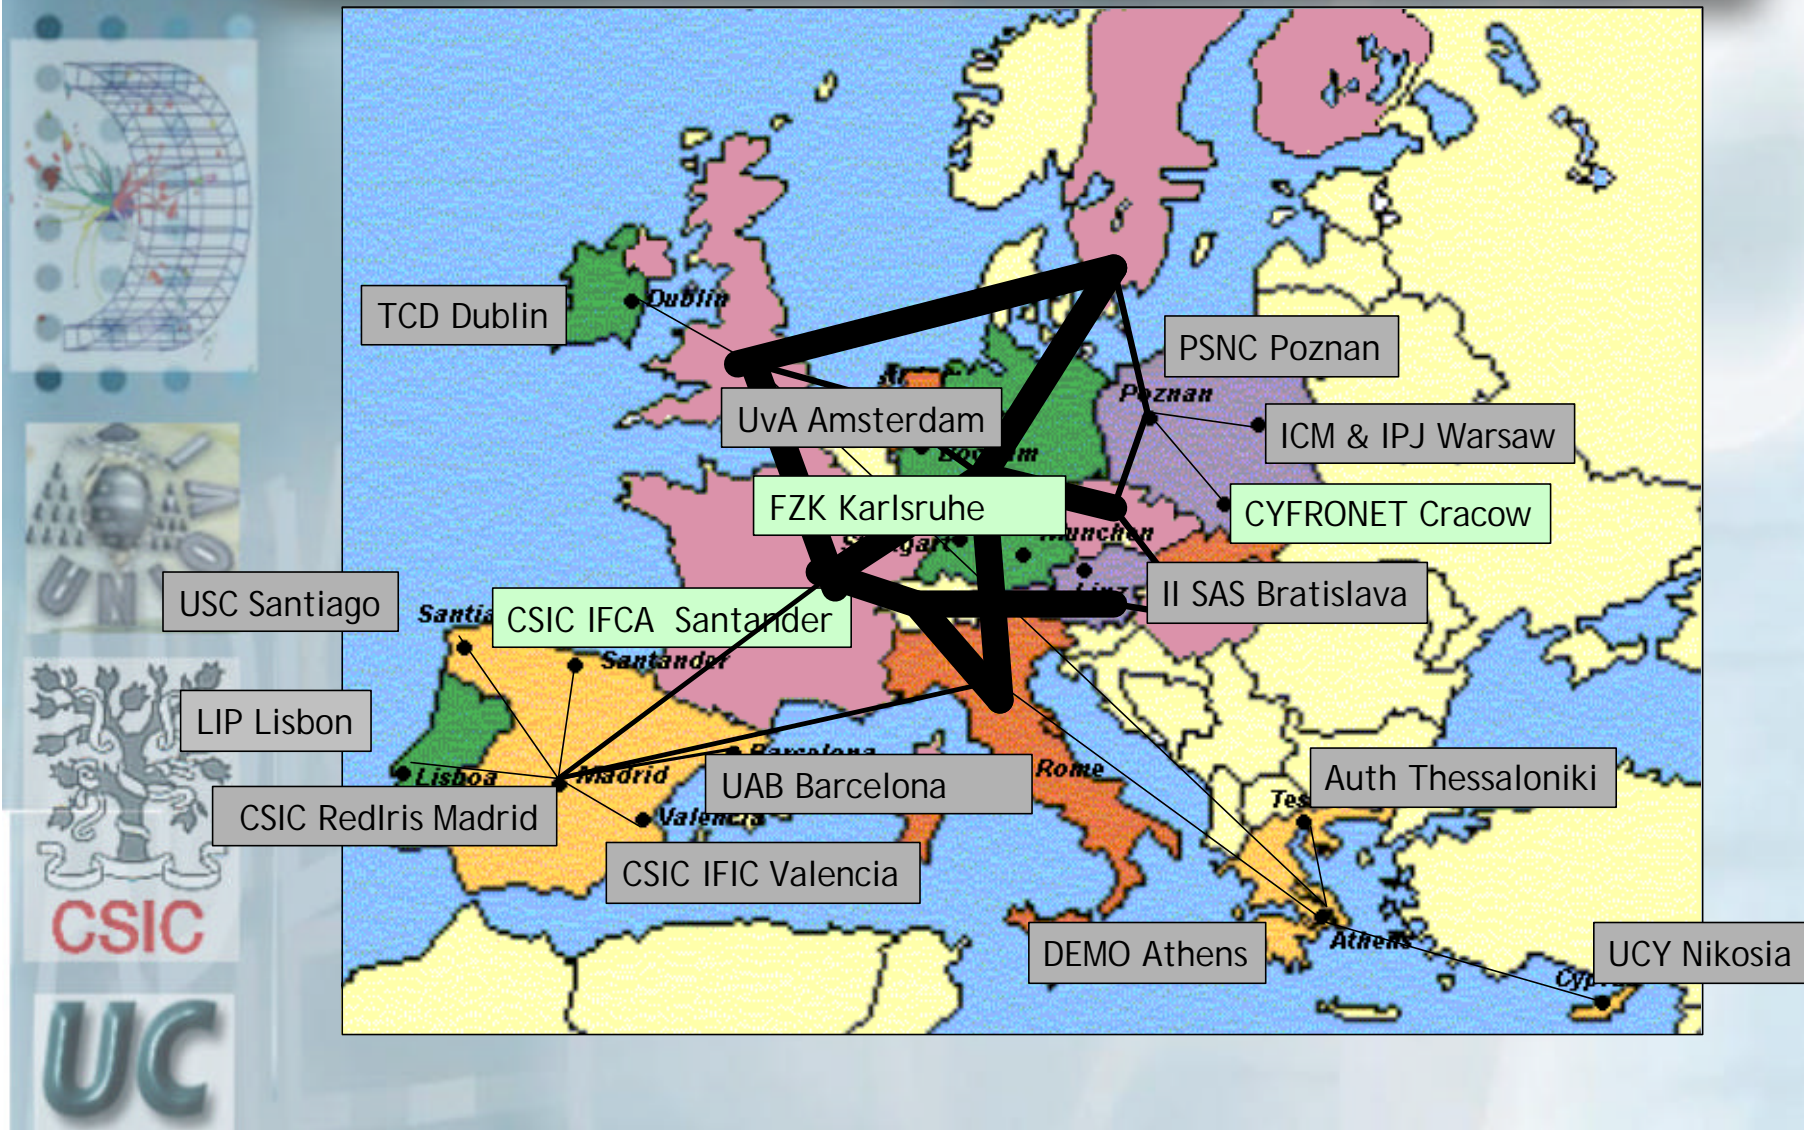 Dublin
TCD Dublin
PSNC Poznan
Poznan
UvA Amsterdam
ICM & IPJ Warsaw
FZK Karlsruhe
CYFRONET Cracow
Munchen
USC Santiago
II SAS Bratislava
CSIC IFCA Santander
Santander
LIP Lisbon
Barcelona
Lisboa
Madrid
Rome
UAB Barcelona
Auth Thessaloniki
CSIC RedIris Madrid
Valencia
CSIC IFIC Valencia
CSIC
DEMO Athens
Athens
UCY Nikosia
UC